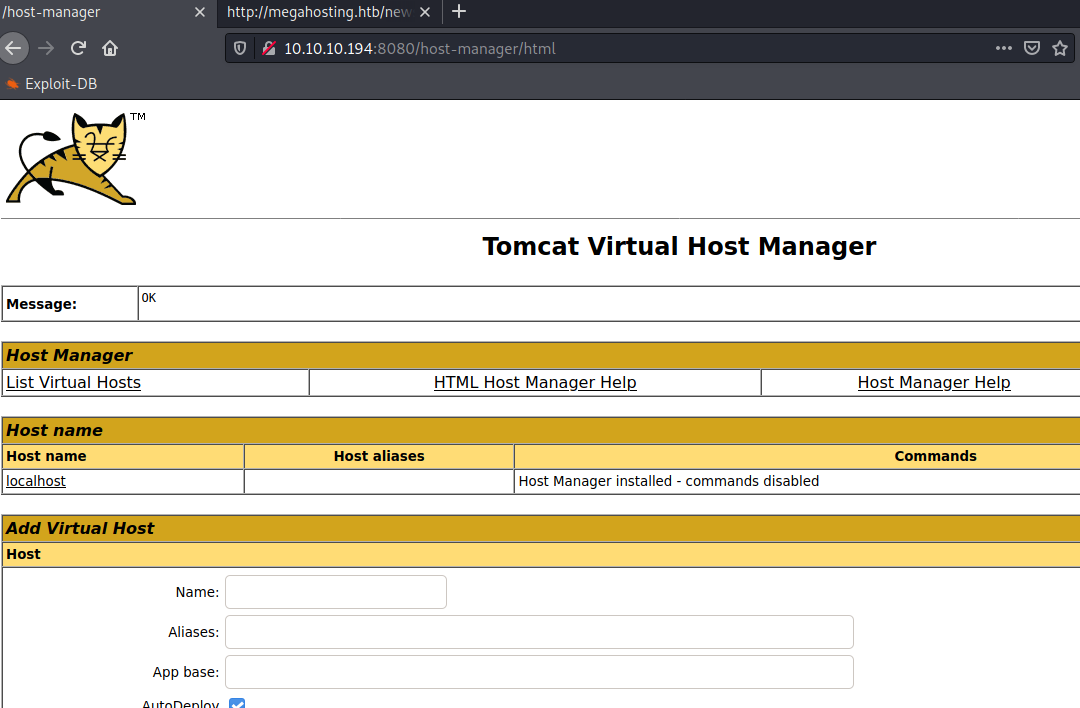 /host-manager
http://megahosting.htb/new
10.10.10.194:8080/host-manager/html
Exploit-DB
TM
Tomcat Virtual Host Manager
Message:
OK
Host Manager
List Virtual Hosts
HTML Host Manager Help
Host Manager Help
Host name
Host name
Host aliases
Commands
localhost
Host Manager installed - commands disabled
Add Virtual Host
Host
Name:
Aliases:
App base:
AutoDeploy